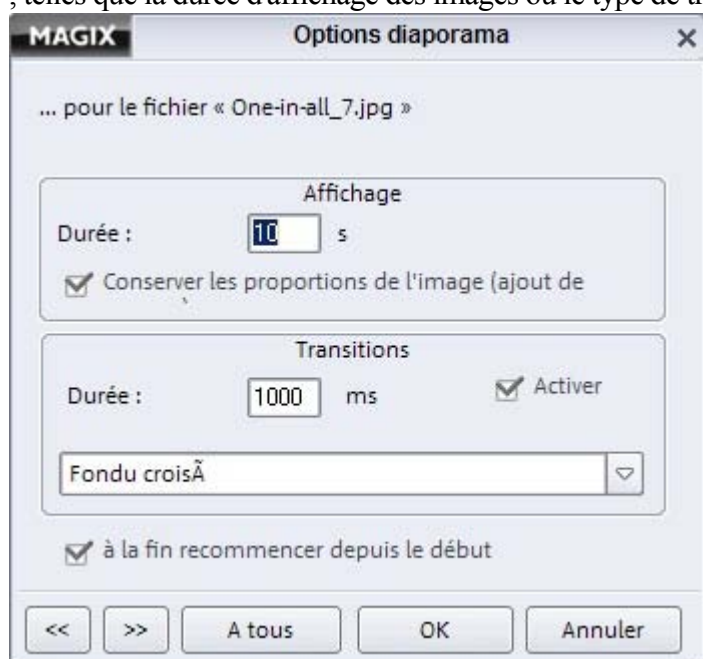 , telles que la durée d'affichage des images ou le type de tr
MAGIX Options diaporama
... pour le fichier « One-in-all_7.jpg »
Affichage
Durée : 10 s
Conserver les proportions de l'image (ajout de
Transitions
Durée : 1000 ms Activer
Fondu croisÃ
à la fin recommencer depuis le début
<< >> A tous OK Annuler